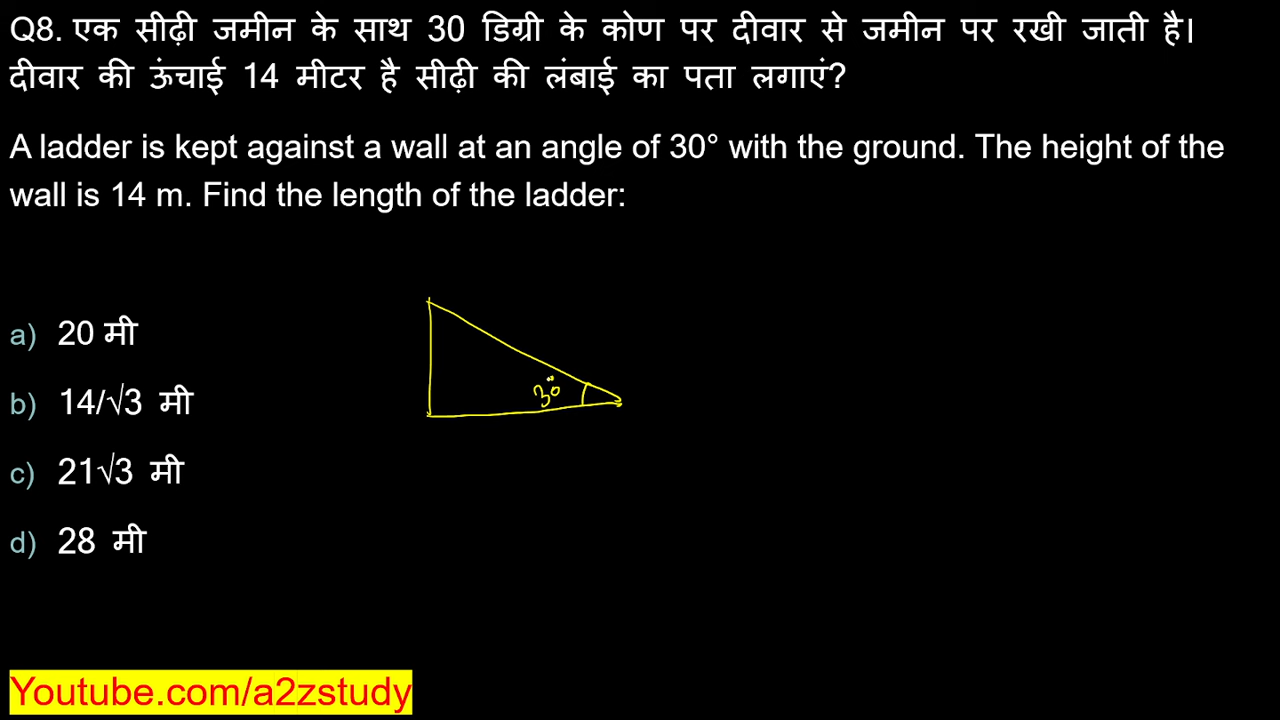 Q8. एक सीढ़ी जमीन के साथ 30 डिग्री के कोण पर दीवार से जमीन पर रखी जाती है।
दीवार की ऊंचाई 14 मीटर है सीढ़ी की लंबाई का पता लगाएं?
A ladder is kept against a wall at an angle of 30° with the ground. The height of the
wall is 14 m. Find the length of the ladder:
a) 20 मी
30°
b) 14/√3 मी
c) 21√3 मी
d) 28 मी
Youtube.com/a2zstudy